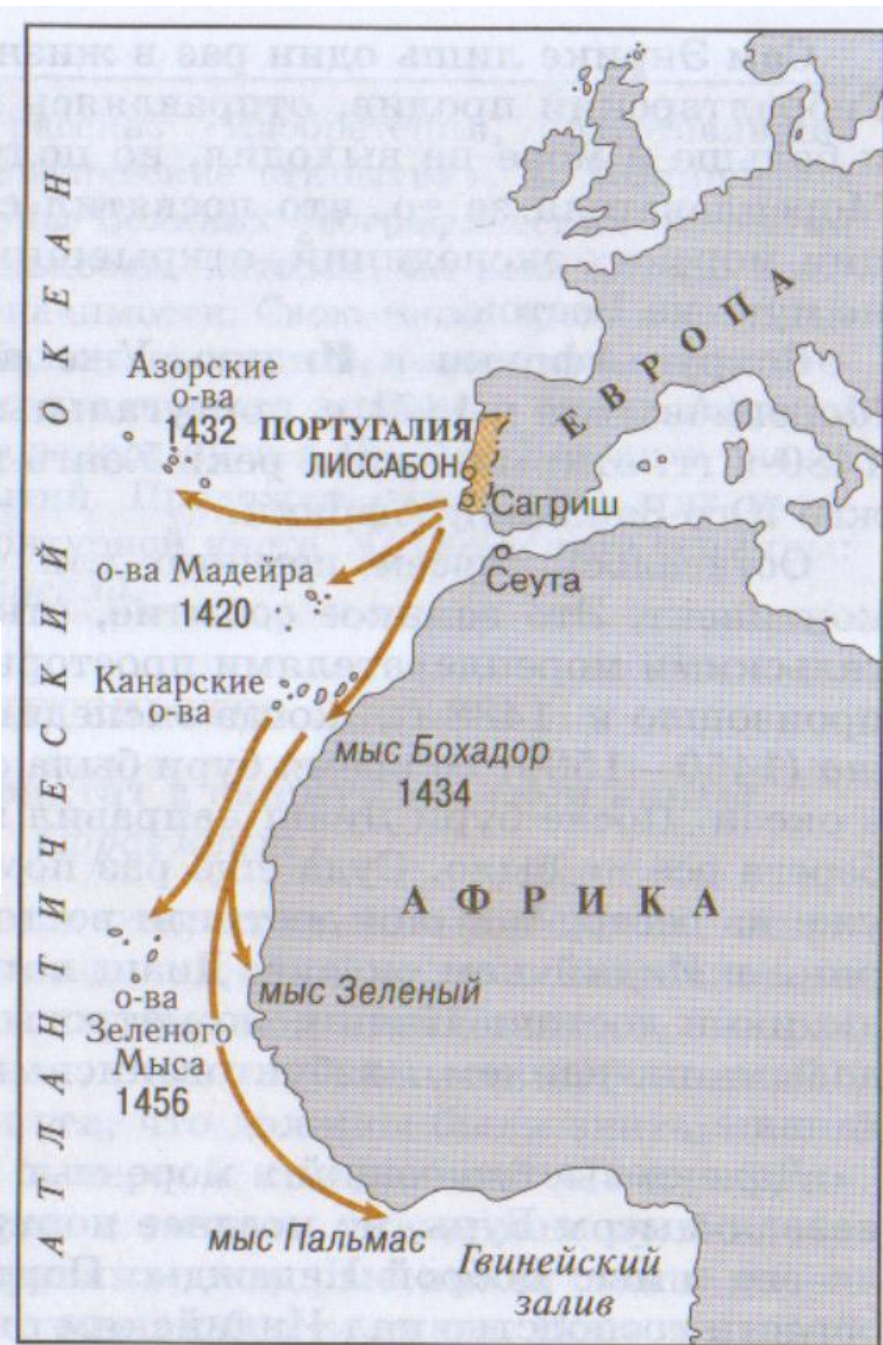 АТЛАНТИЧЕСКИЙ ОКЕАН
ЕВРОПА
Азорские
о-ва
1432
ПОРТУГАЛИЯ
ЛИССАБОН
Сагриш
Сеута
о-ва Мадейра
1420
Канарские
о-ва
мыс Бохадор
1434
АФРИКА
мыс Зеленый
о-ва
Зеленого
Мыса
1456
мыс Пальмас
Гвинейский
залив